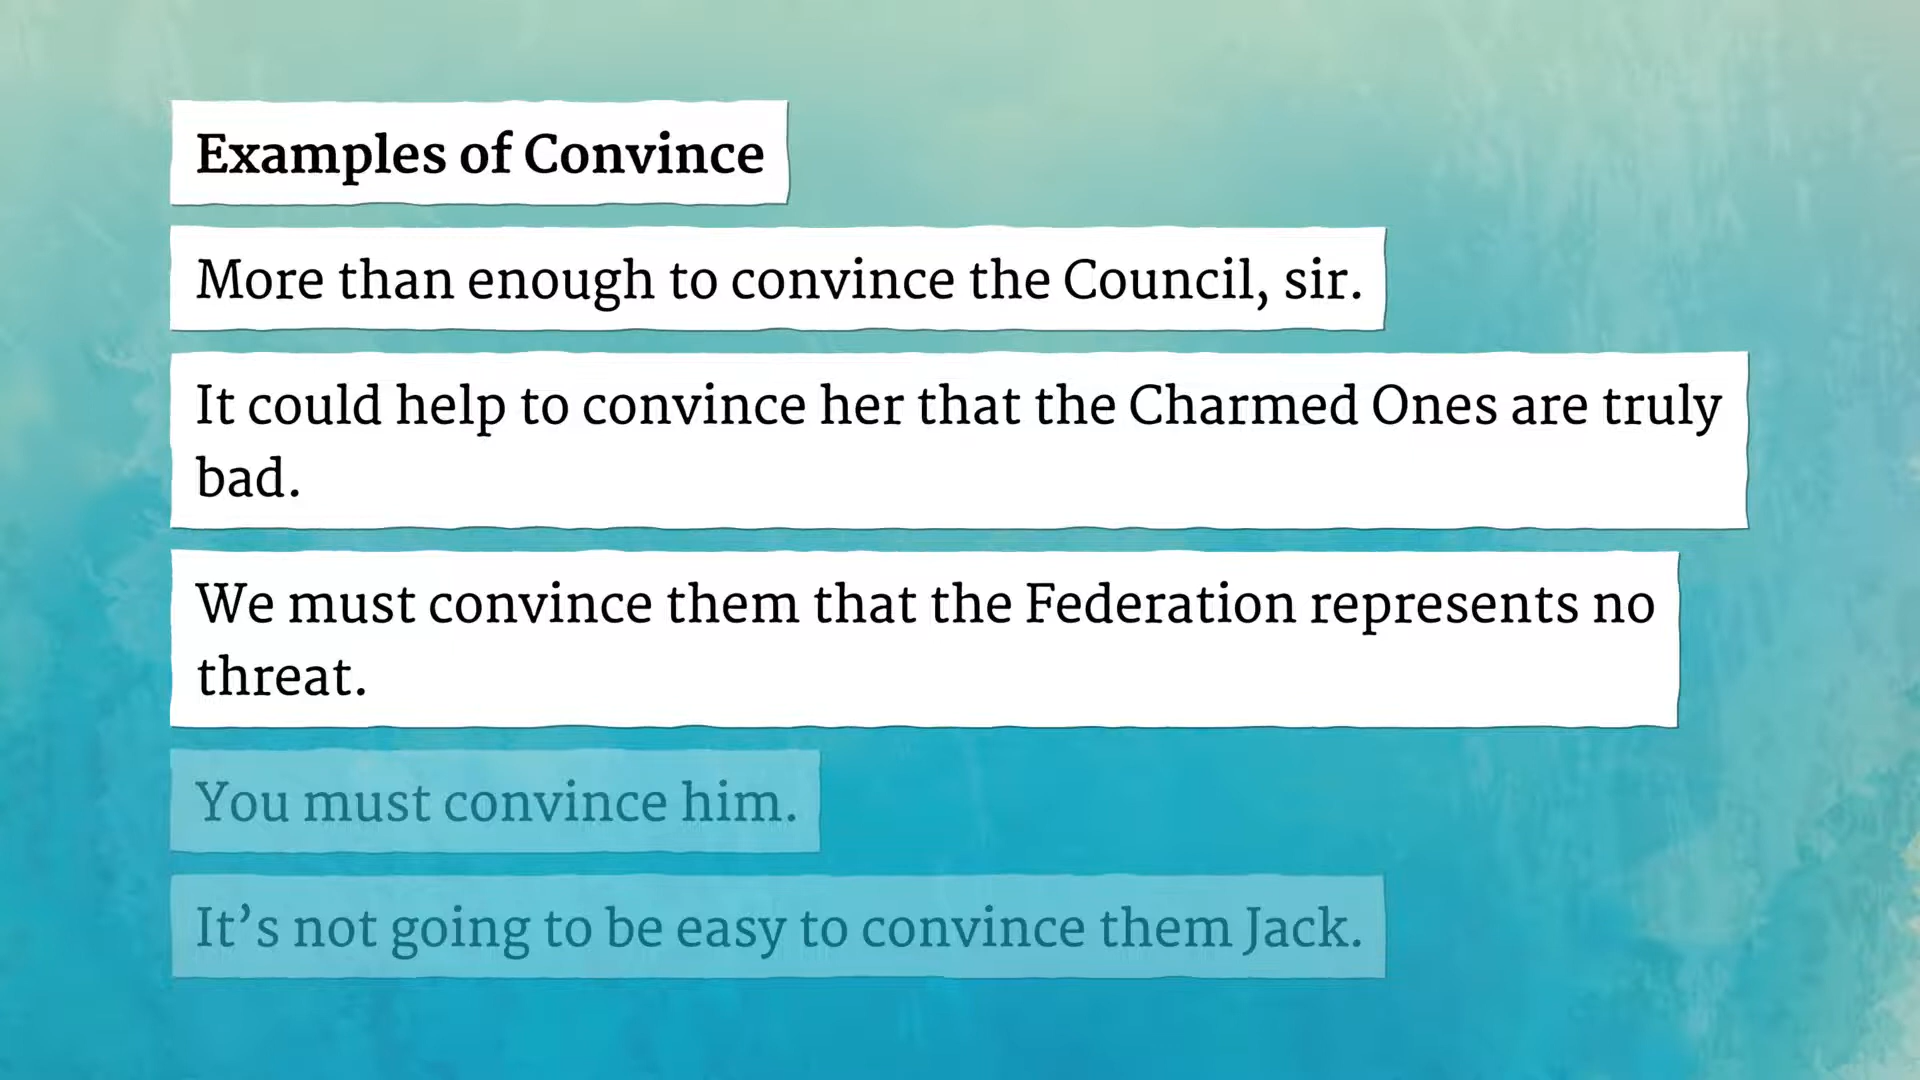 Examples of Convince
More than enough to convince the Council, sir.
It could help to convince her that the Charmed Ones are truly
bad.
We must convince them that the Federation represents no
threat.
You must convince him.
It’s not going to be easy to convince them Jack.